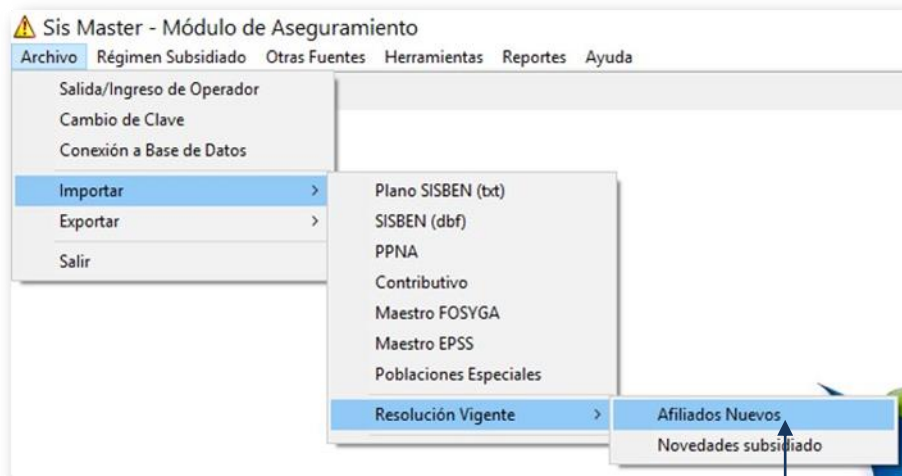 Sis Master - Módulo de Aseguramiento
Archivo Régimen Subsidiado Otras Fuentes Herramientas Reportes Ayuda
Salida/Ingreso de Operador
Cambio de Clave
Conexión a Base de Datos
Importar >
Exportar >
Salir
Plano SISBEN (txt)
SISBEN (dbf)
PPNA
Contributivo
Maestro FOSYGA
Maestro EPSS
Poblaciones Especiales
Resolución Vigente >
Afiliados Nuevos
Novedades subsidiado